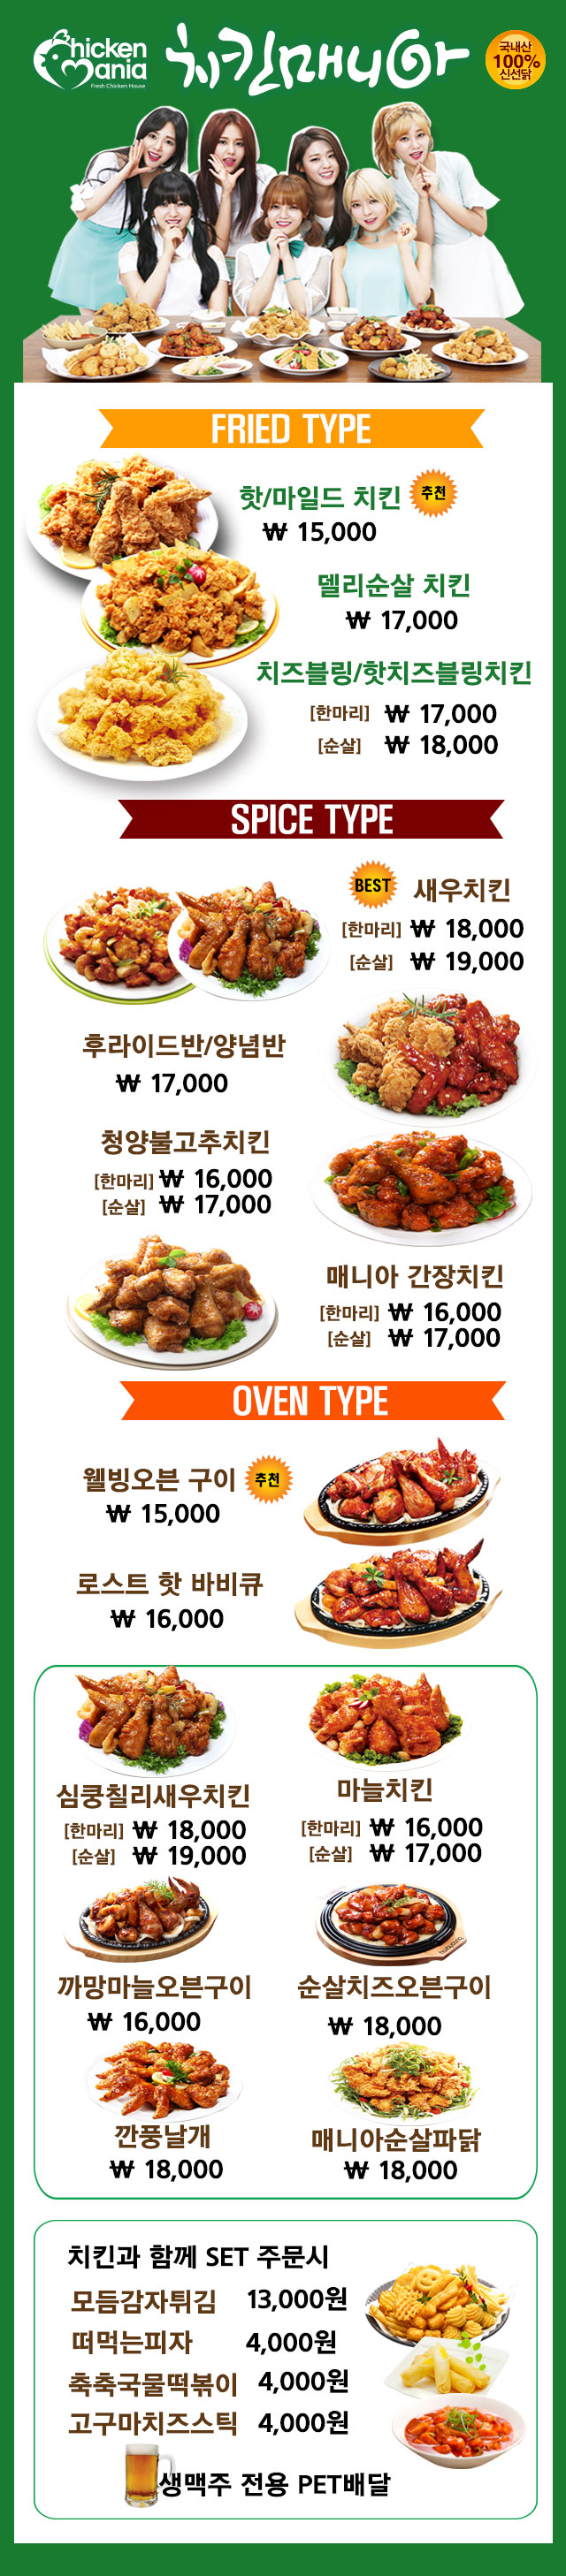 Chicken Mania
Fresh Chicken House
치킨매니아
국내산
100%
신선닭
FRIED TYPE
핫/마일드 치킨 추천
₩ 15,000
델리순살 치킨
₩ 17,000
치즈블링/핫치즈블링치킨
[한마리] ₩ 17,000
[순살] ₩ 18,000
SPICE TYPE
BEST 새우치킨
[한마리] ₩ 18,000
[순살] ₩ 19,000
후라이드반/양념반
₩ 17,000
청양불고추치킨
[한마리] ₩ 16,000
[순살] ₩ 17,000
매니아 간장치킨
[한마리] ₩ 16,000
[순살] ₩ 17,000
OVEN TYPE
웰빙오븐 구이 추천
₩ 15,000
로스트 핫 바비큐
₩ 16,000
심쿵칠리새우치킨
[한마리] ₩ 18,000
[순살] ₩ 19,000
마늘치킨
[한마리] ₩ 16,000
[순살] ₩ 17,000
까망마늘오븐구이
₩ 16,000
순살치즈오븐구이
₩ 18,000
깐풍날개
₩ 18,000
매니아순살파닭
₩ 18,000
치킨과 함께 SET 주문시
모듬감자튀김 13,000원
떠먹는피자 4,000원
축축국물떡볶이 4,000원
고구마치즈스틱 4,000원
생맥주 전용 PET배달